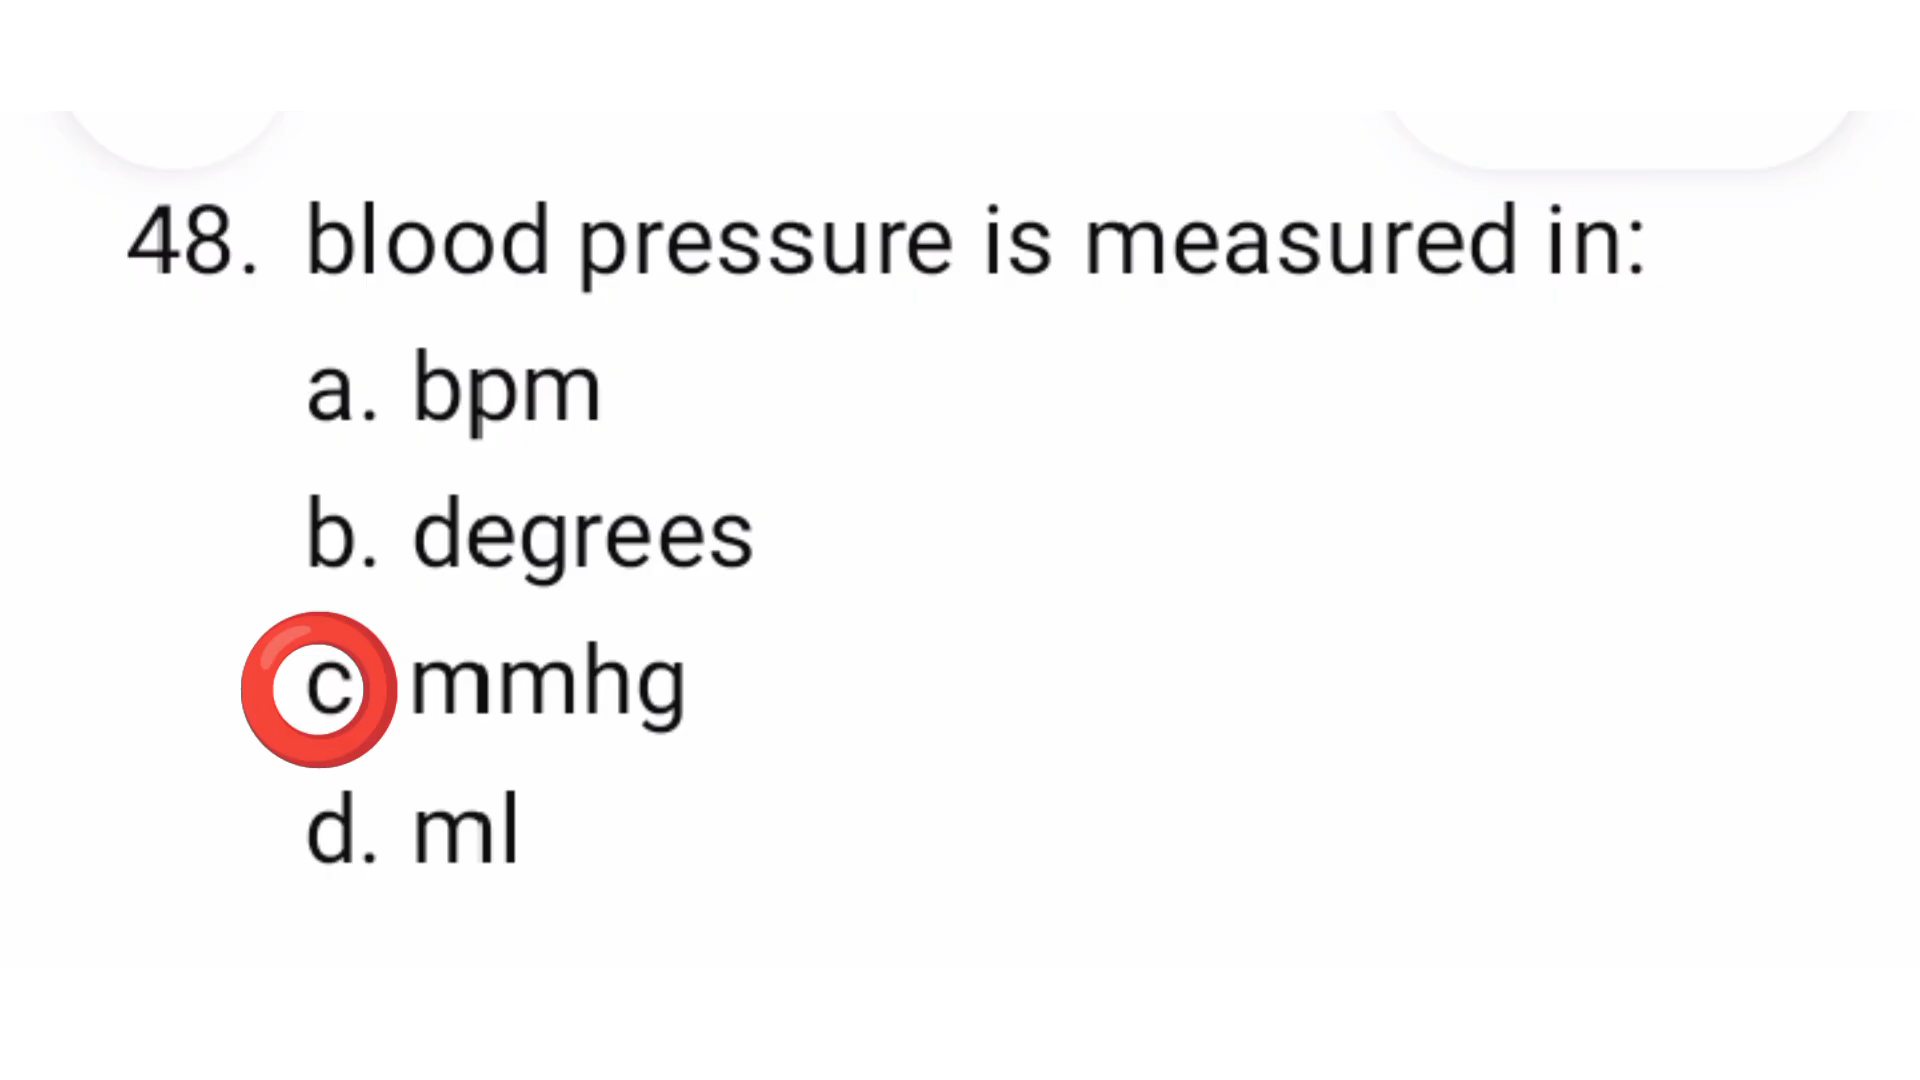 48. blood pressure is measured in:
a. bpm
b. degrees
c mmhg
d. ml